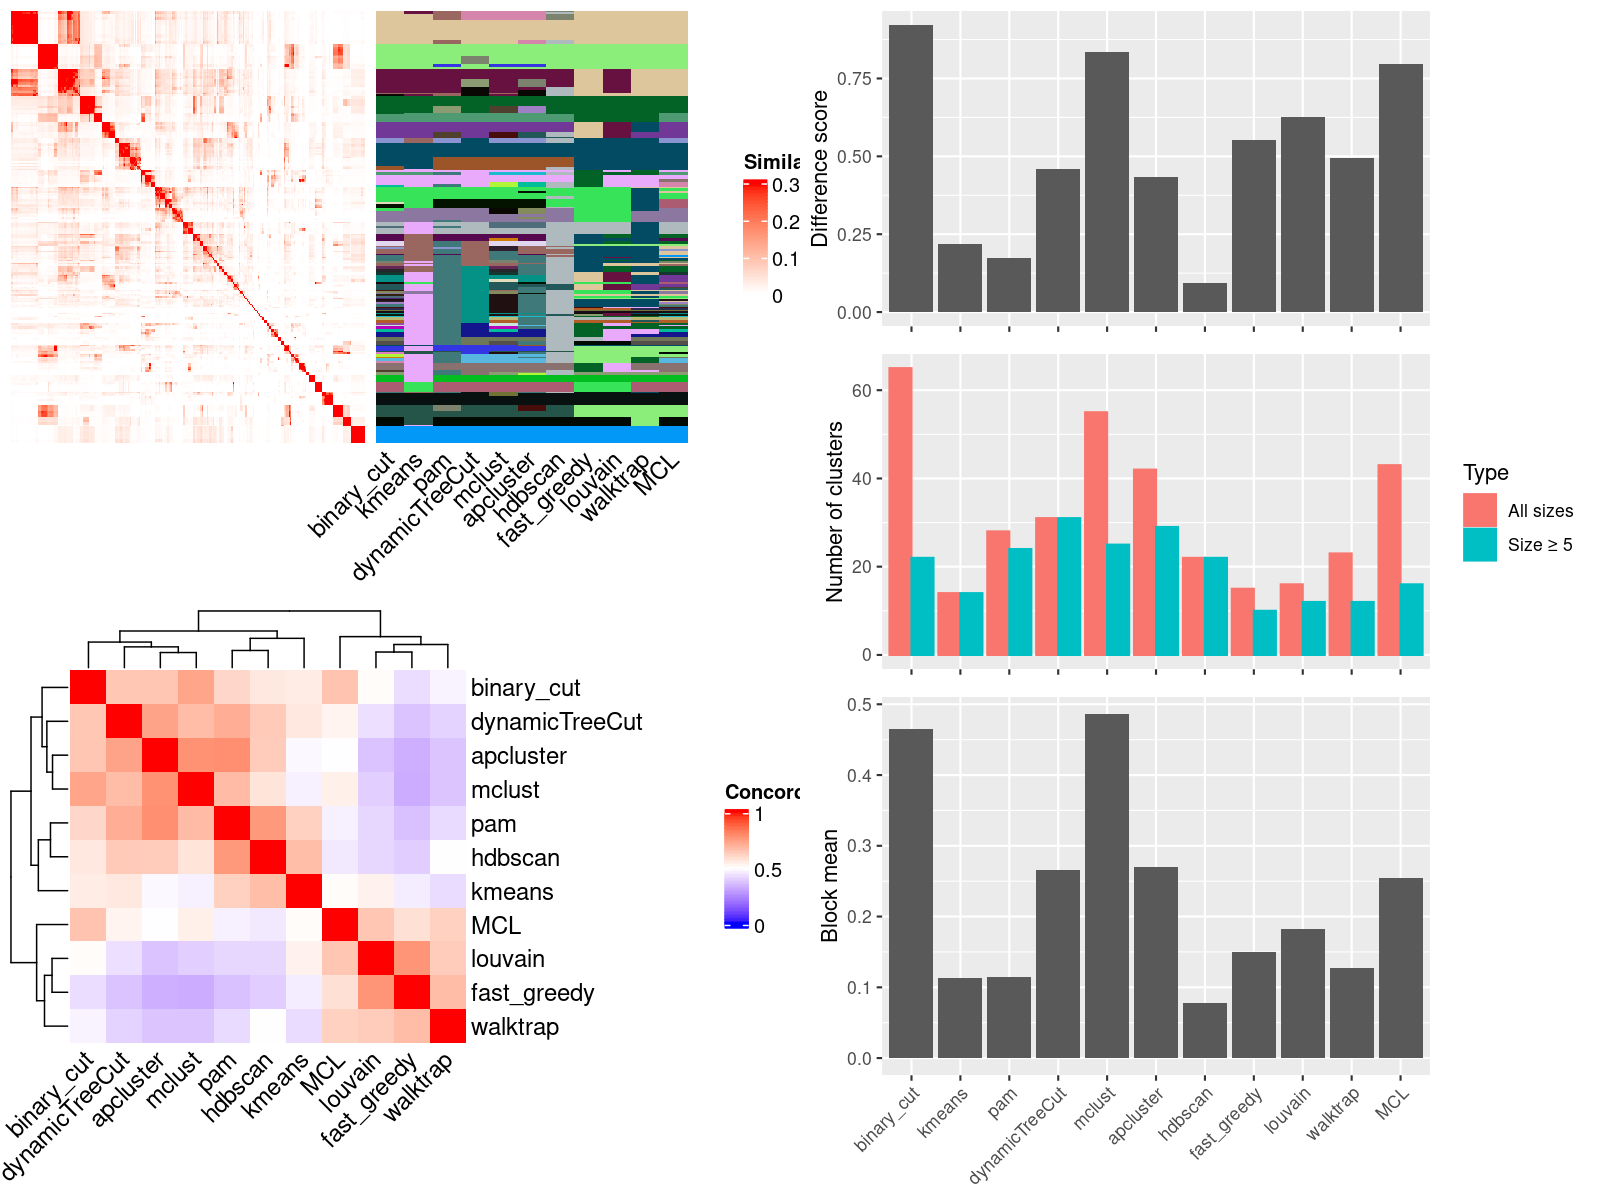 Simila
0.3
0.2
0.1
0
binary_cut
kmeans
pam
dynamicTreeCut
mclust
apcluster
hdbscan
fast_greedy
louvain
walktrap
MCL
binary_cut
dynamicTreeCut
apcluster
mclust
pam
hdbscan
kmeans
MCL
louvain
fast_greedy
walktrap
binary_cut
dynamicTreeCut
apcluster
mclust
pam
hdbscan
kmeans
MCL
louvain
fast_greedy
walktrap
Concord
1
0.5
0
Difference score
0.75
0.50
0.25
0.00
Number of clusters
60
40
20
0
Type
All sizes
Size ≥ 5
Block mean
0.5
0.4
0.3
0.2
0.1
0.0
binary_cut
kmeans
pam
dynamicTreeCut
mclust
apcluster
hdbscan
fast_greedy
louvain
walktrap
MCL